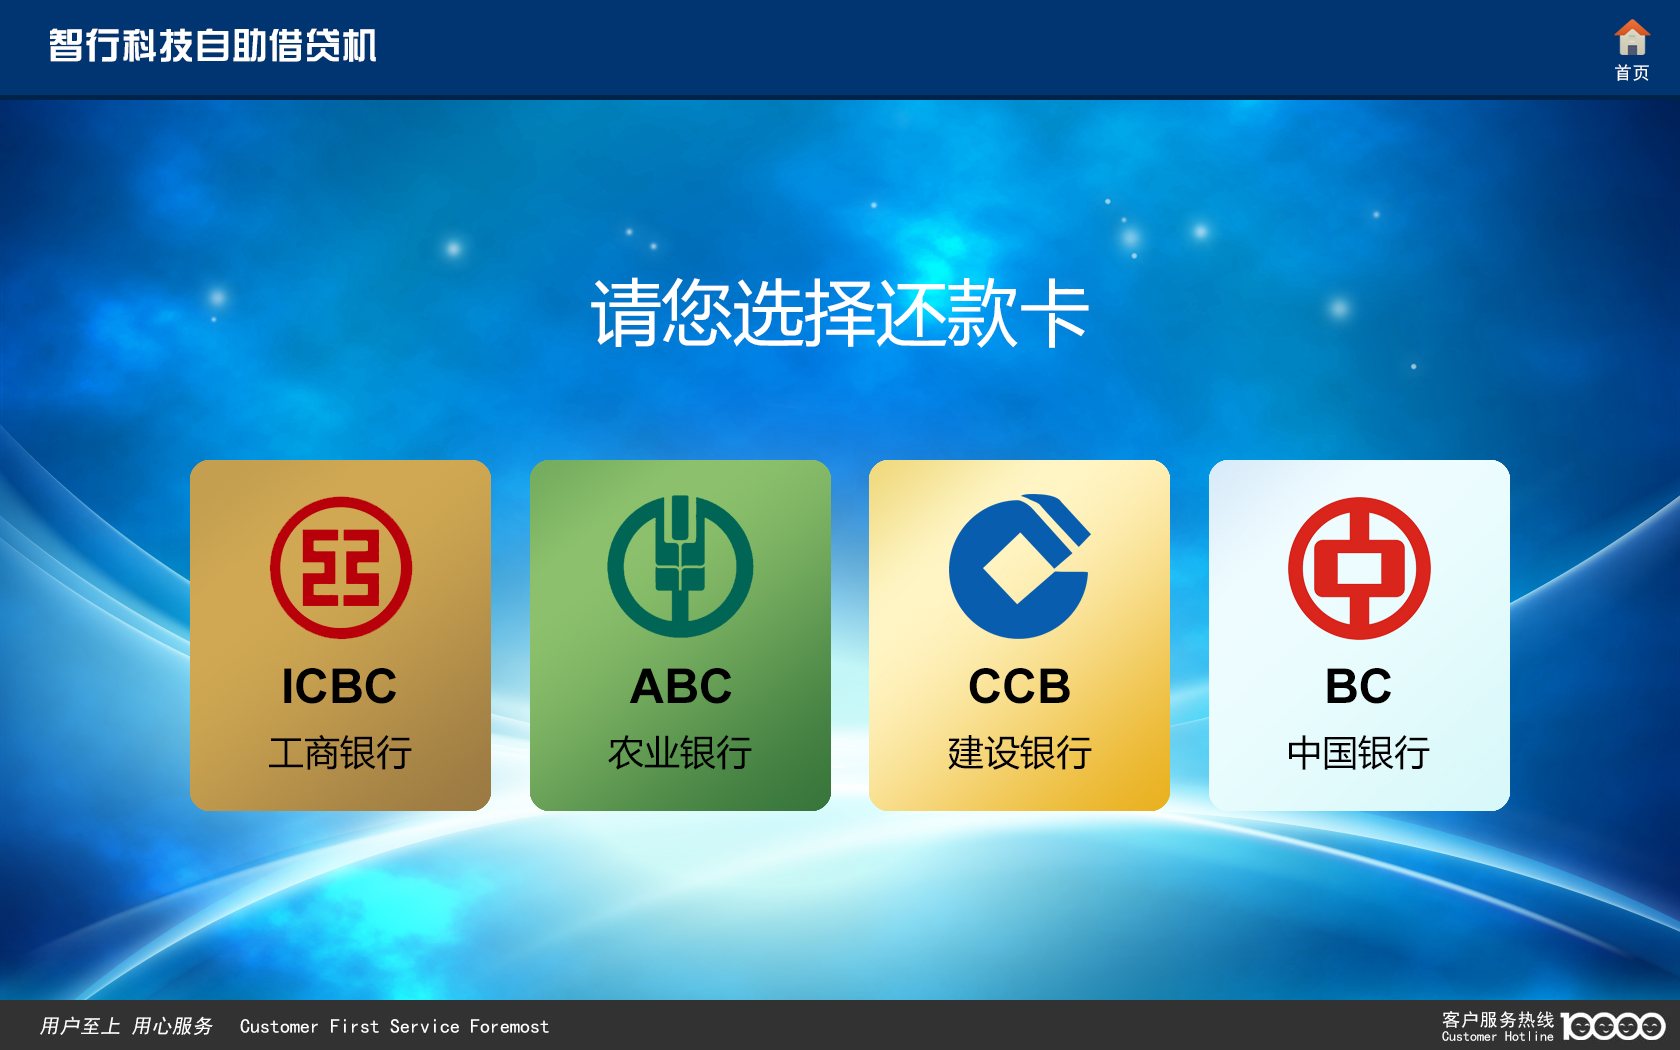 智行科技自助借贷机
首页
请您选择还款卡
ICBC
工商银行
ABC
农业银行
CCB
建设银行
BC
中国银行
用户至上 用心服务 Customer First Service Foremost
客户服务热线
Customer Hotline
10000